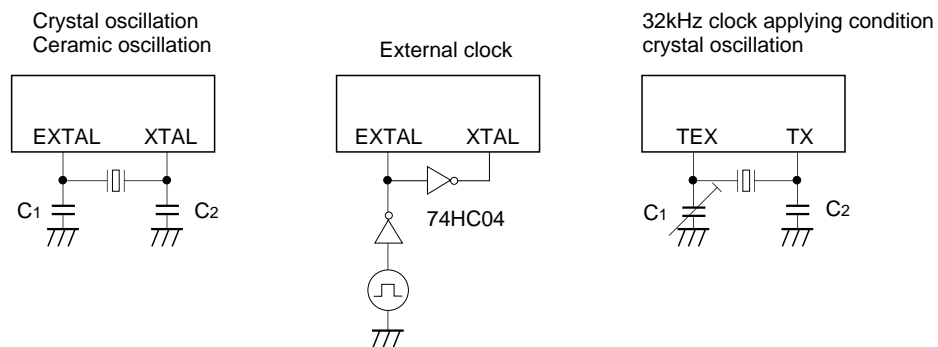 Crystal oscillation
Ceramic oscillation
EXTAL XTAL
C1
C2
External clock
EXTAL XTAL
74HC04
32kHz clock applying condition
crystal oscillation
TEX TX
C1
C2